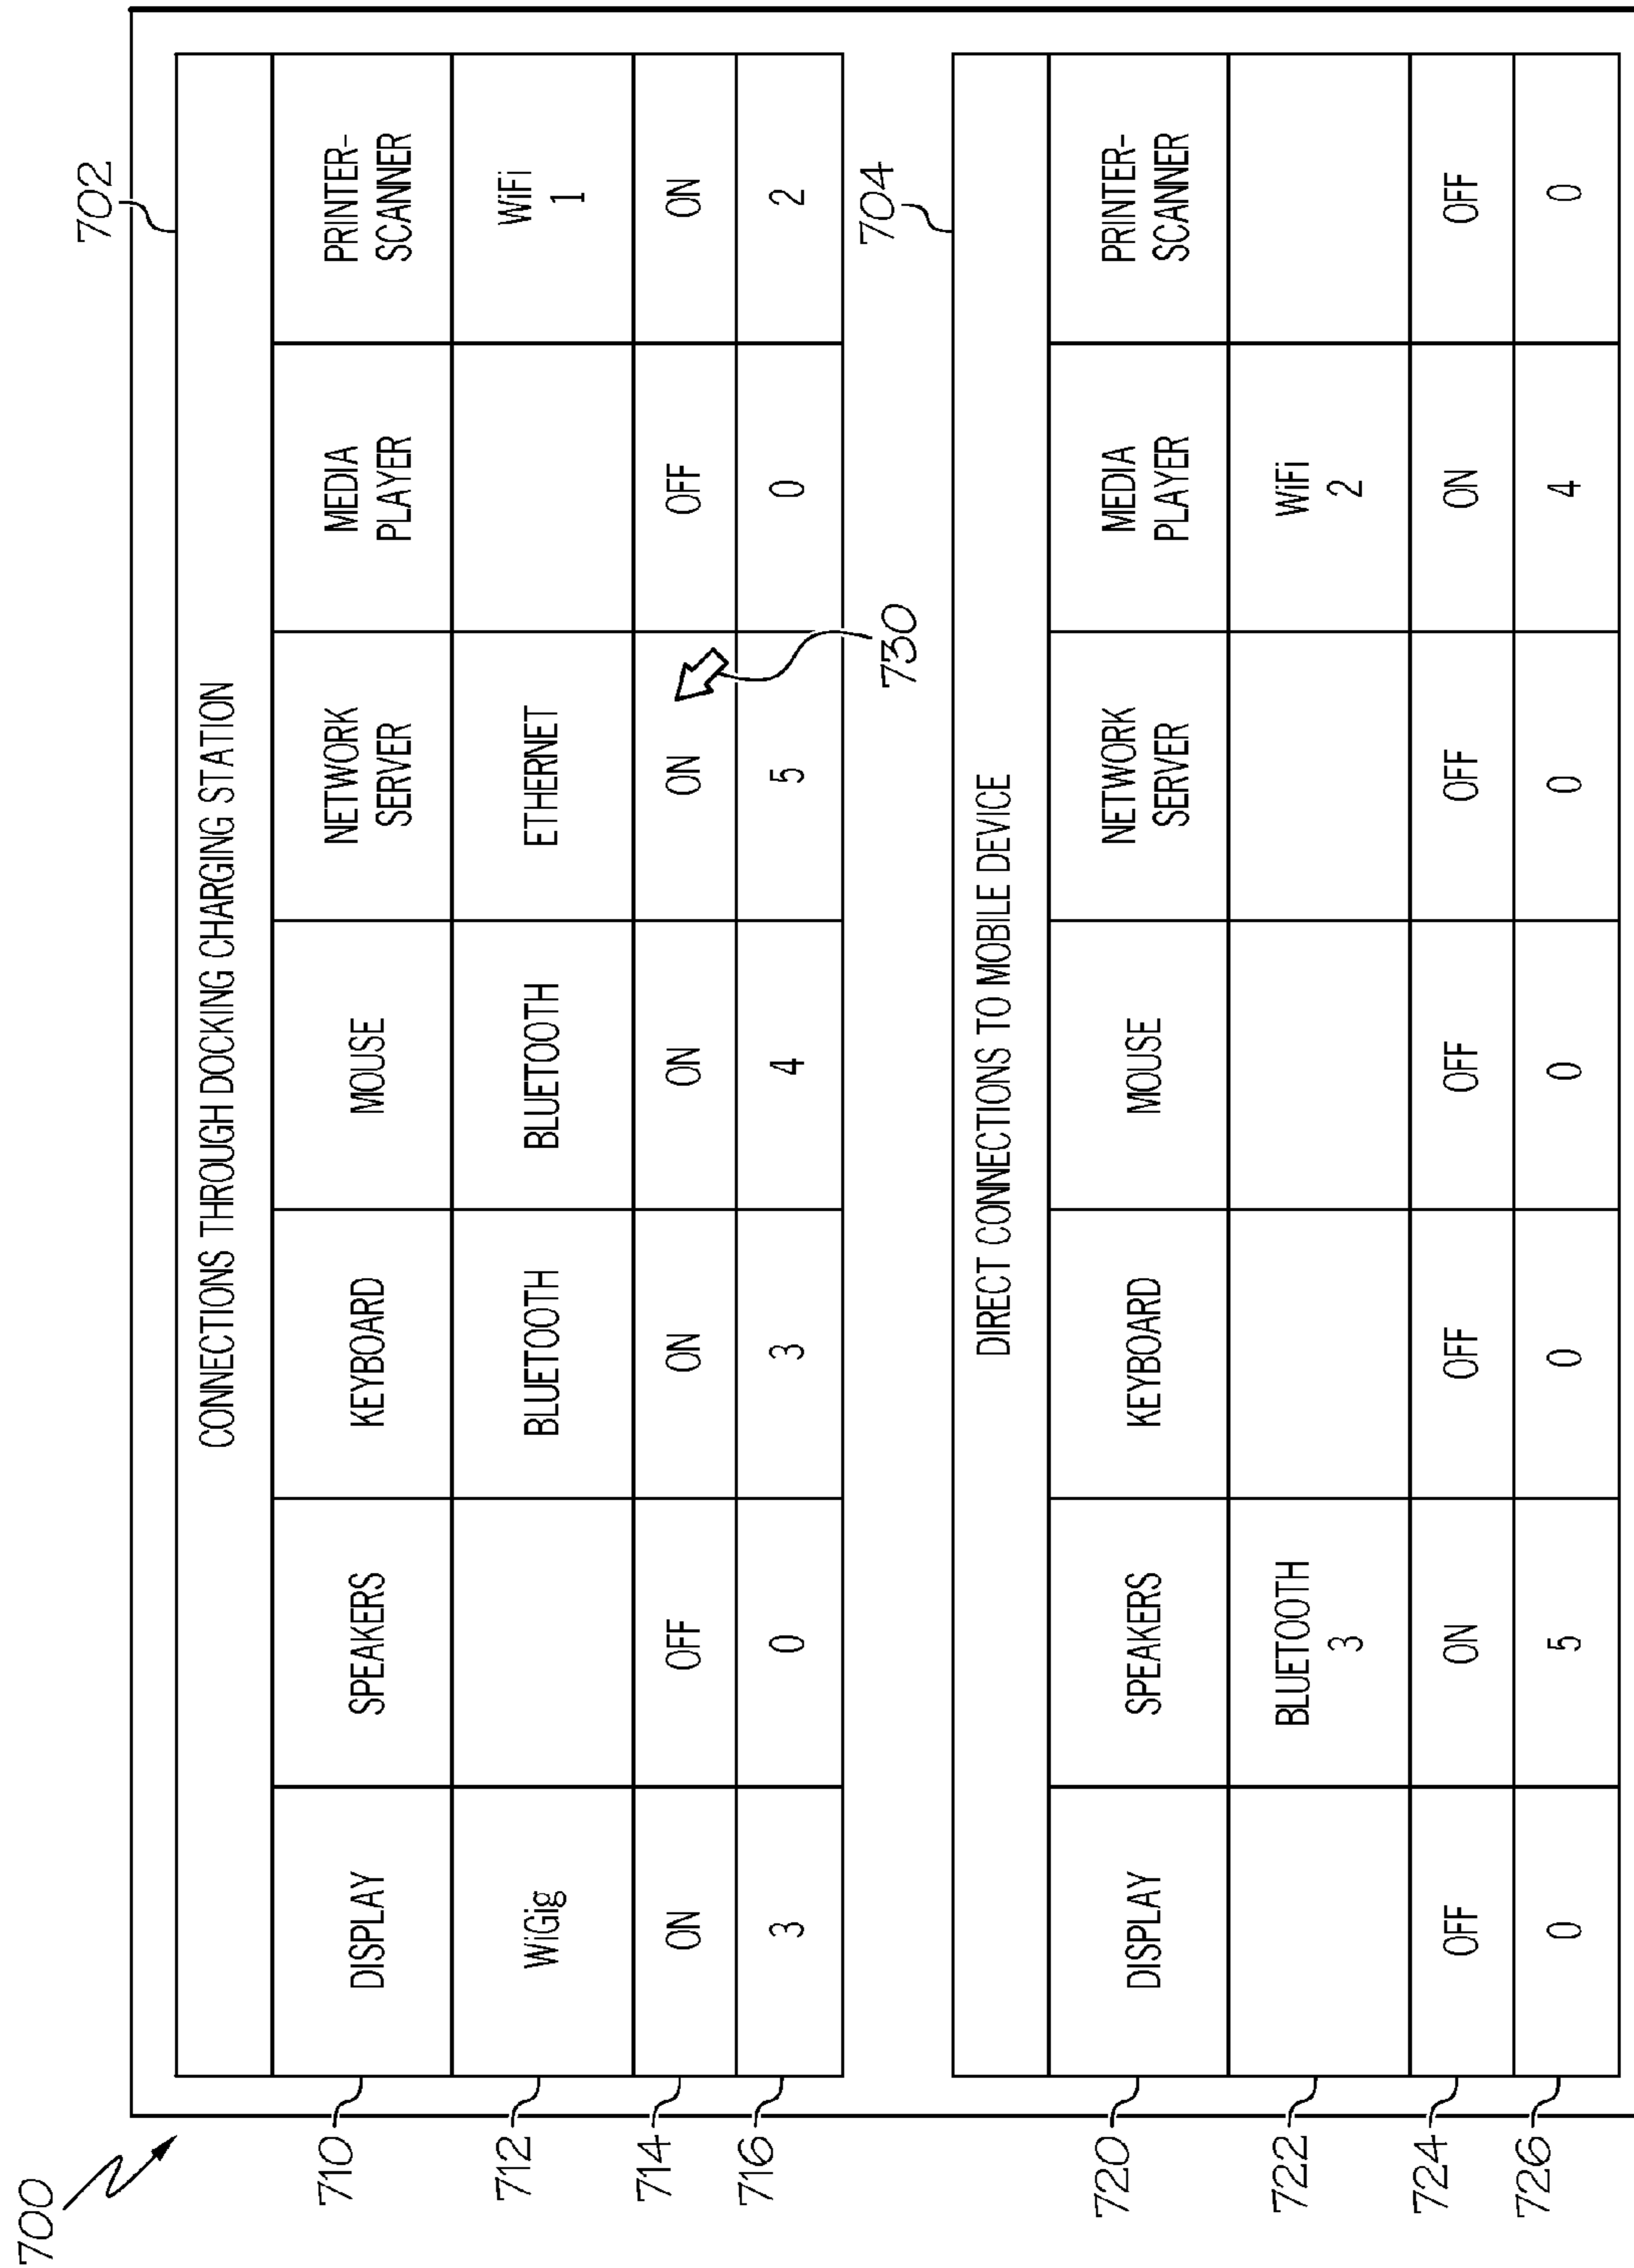 700
702
CONNECTIONS THROUGH DOCKING CHARGING STATION
710 DISPLAY SPEAKERS KEYBOARD MOUSE NETWORK SERVER MEDIA PLAYER PRINTER-SCANNER
712 WiGig BLUETOOTH BLUETOOTH ETHERNET WiFi 1
714 ON OFF ON ON ON OFF ON
716 3 0 3 4 5 0 2
730
704
DIRECT CONNECTIONS TO MOBILE DEVICE
720 DISPLAY SPEAKERS KEYBOARD MOUSE NETWORK SERVER MEDIA PLAYER PRINTER-SCANNER
722 BLUETOOTH 3 WiFi 2
724 OFF ON OFF OFF OFF ON OFF
726 0 5 0 0 0 4 0